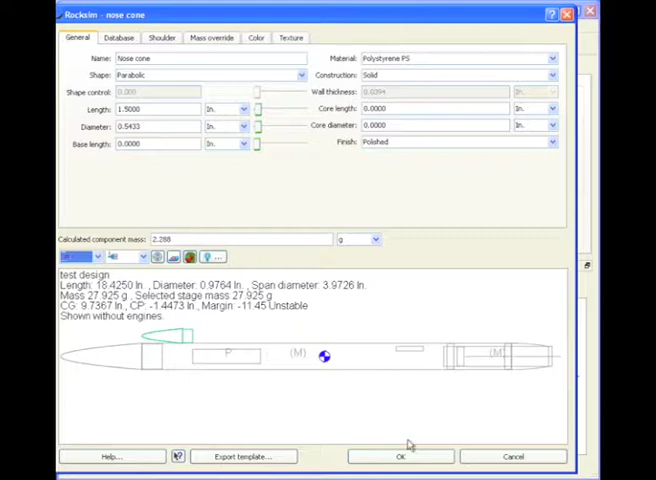 Rocksim - nose cone
General Database Shoulder Mass override Color Texture
Name: Nose cone Material: Polystyrene PS
Shape: Parabolic Construction: Solid
Shape control: 0.000 Wall thickness: 0.0394 In.
Length: 1.5000 In. Core length: 0.0000 In.
Diameter: 0.5433 In. Core diameter: 0.0000 In.
Base length: 0.0000 In. Finish: Polished
Calculated component mass: 2.288 g
test design
Length: 18.4250 In. , Diameter: 0.9764 In. , Span diameter: 3.9726 In.
Mass 27.925 g , Selected stage mass 27.925 g
CG: 9.7367 In., CP: -1.4473 In., Margin: -11.45 Unstable
Shown without engines.
P (M) (M)
Help... Export template... OK Cancel